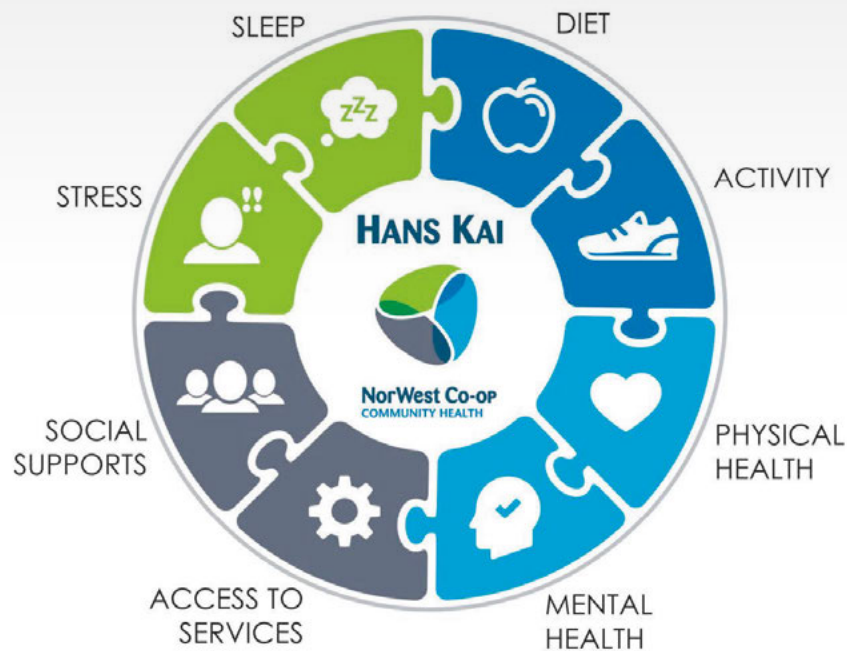 SLEEP
DIET
zzz
STRESS
!!
ACTIVITY
HANS KAI
NorWest Co-op
COMMUNITY HEALTH
SOCIAL
SUPPORTS
PHYSICAL
HEALTH
ACCESS TO
SERVICES
MENTAL
HEALTH